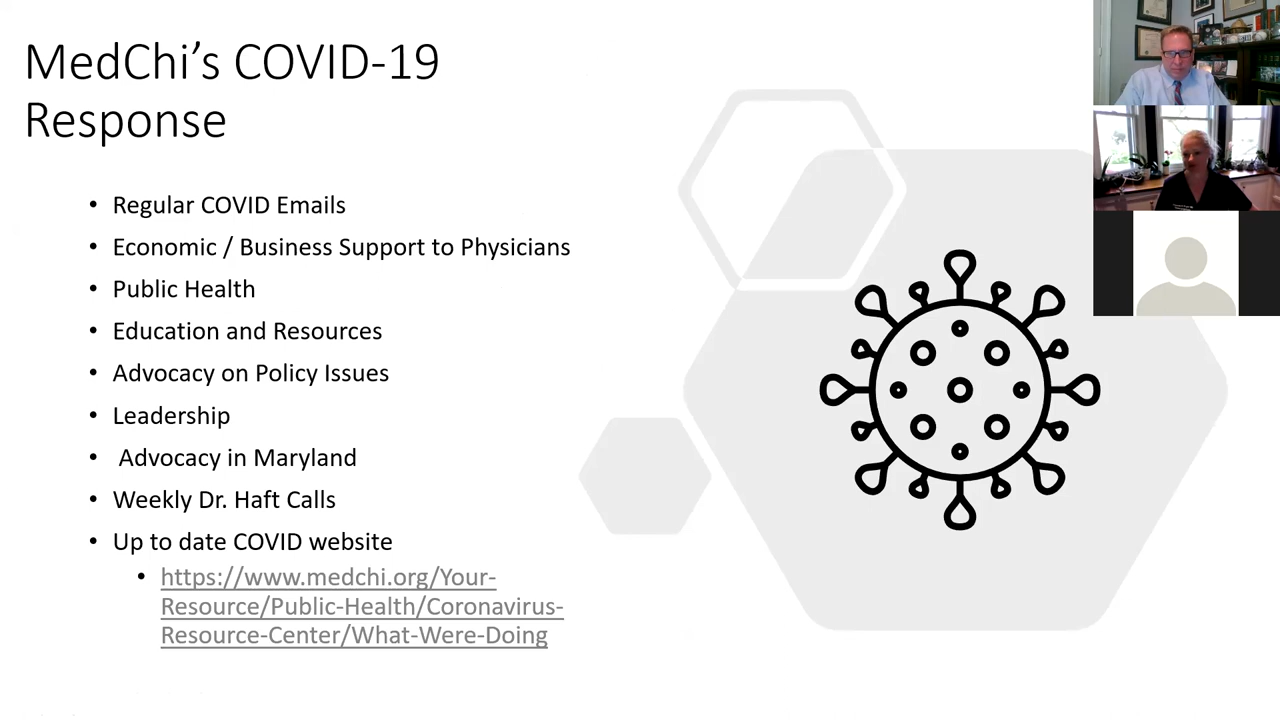 MedChi’s COVID-19
Response
• Regular COVID Emails
• Economic / Business Support to Physicians
• Public Health
• Education and Resources
• Advocacy on Policy Issues
• Leadership
• Advocacy in Maryland
• Weekly Dr. Haft Calls
• Up to date COVID website
• https://www.medchi.org/Your-
Resource/Public-Health/Coronavirus-
Resource-Center/What-Were-Doing